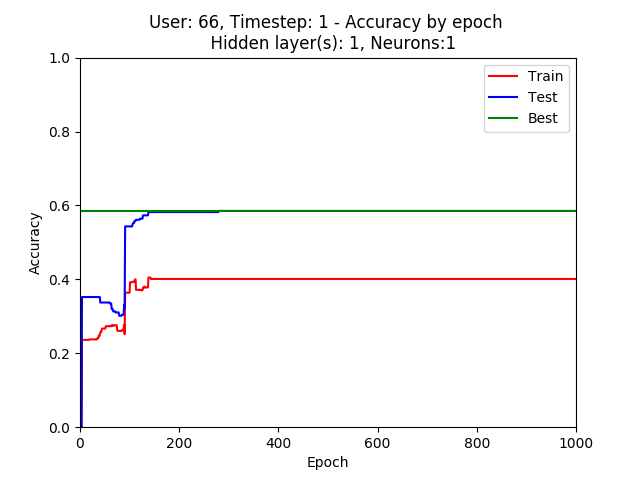 User: 66, Timestep: 1 - Accuracy by epoch
Hidden layer(s): 1, Neurons:1
1.0
0.8
0.6
0.4
0.2
0.0
Accuracy
Train
Test
Best
0 200 400 600 800 1000
Epoch